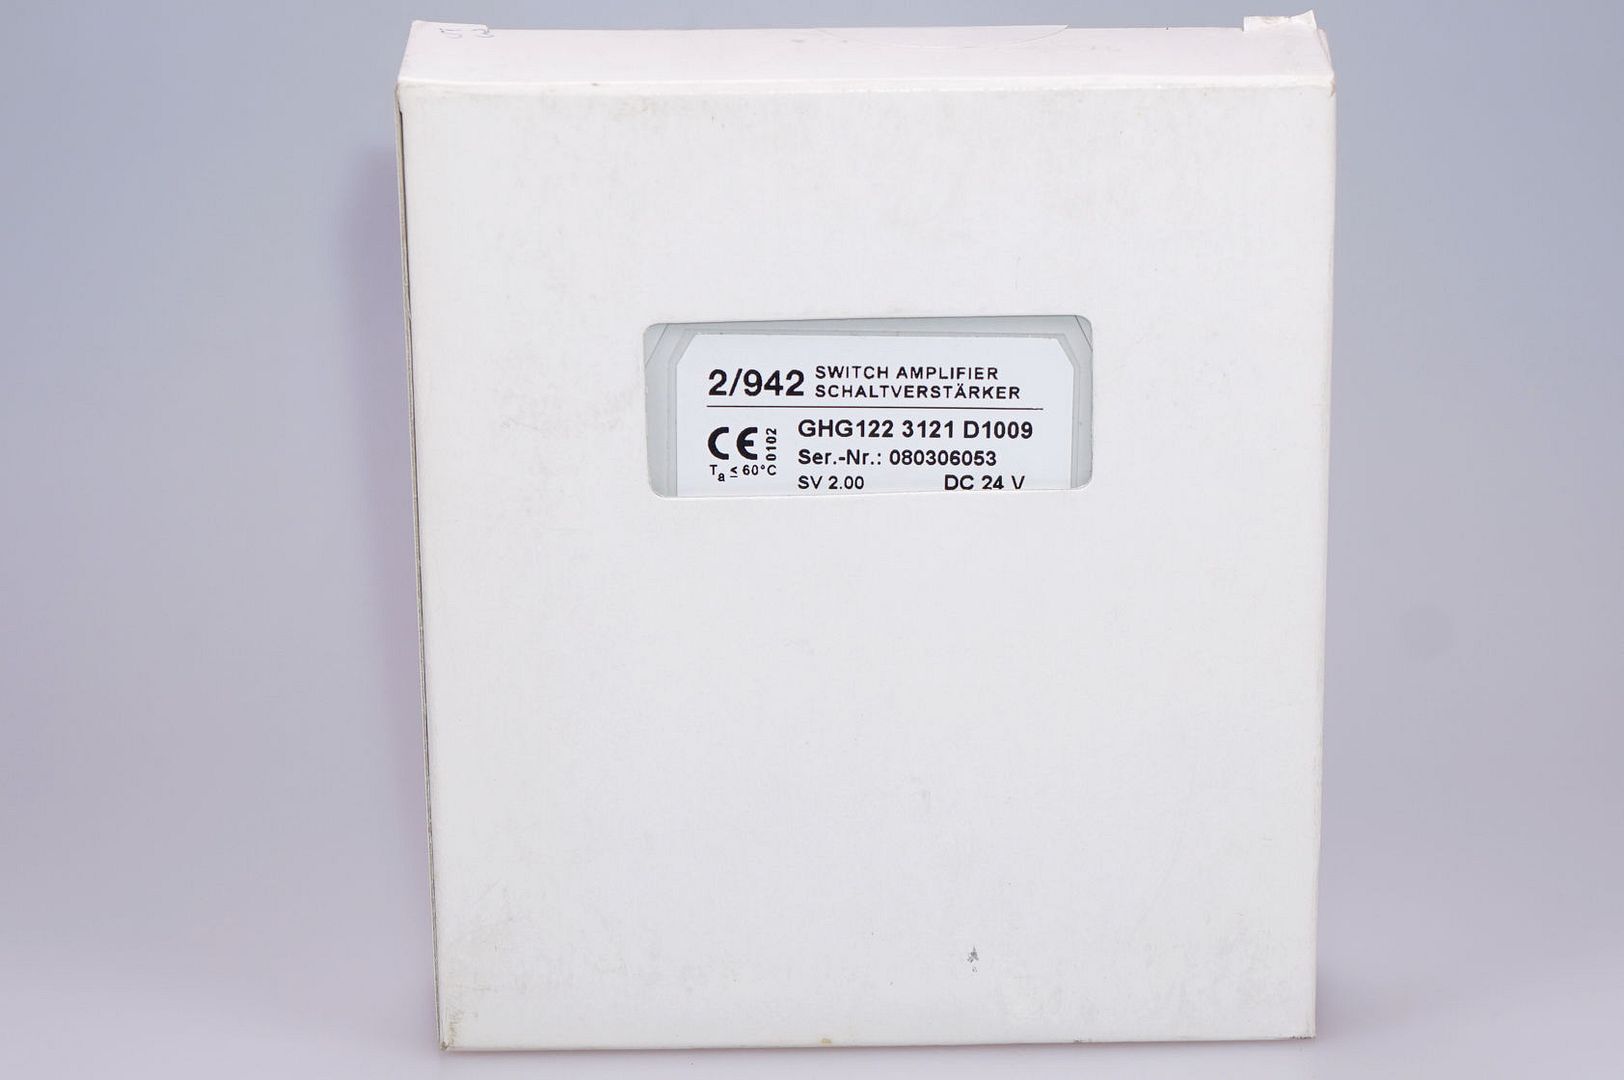 2/942 SWITCH AMPLIFIER
SCHALTVERSTÄRKER
CE 0102
GHG122 3121 D1009
Ser.-Nr.: 080306053
Ta ≤ 60°C
SV 2.00 DC 24 V